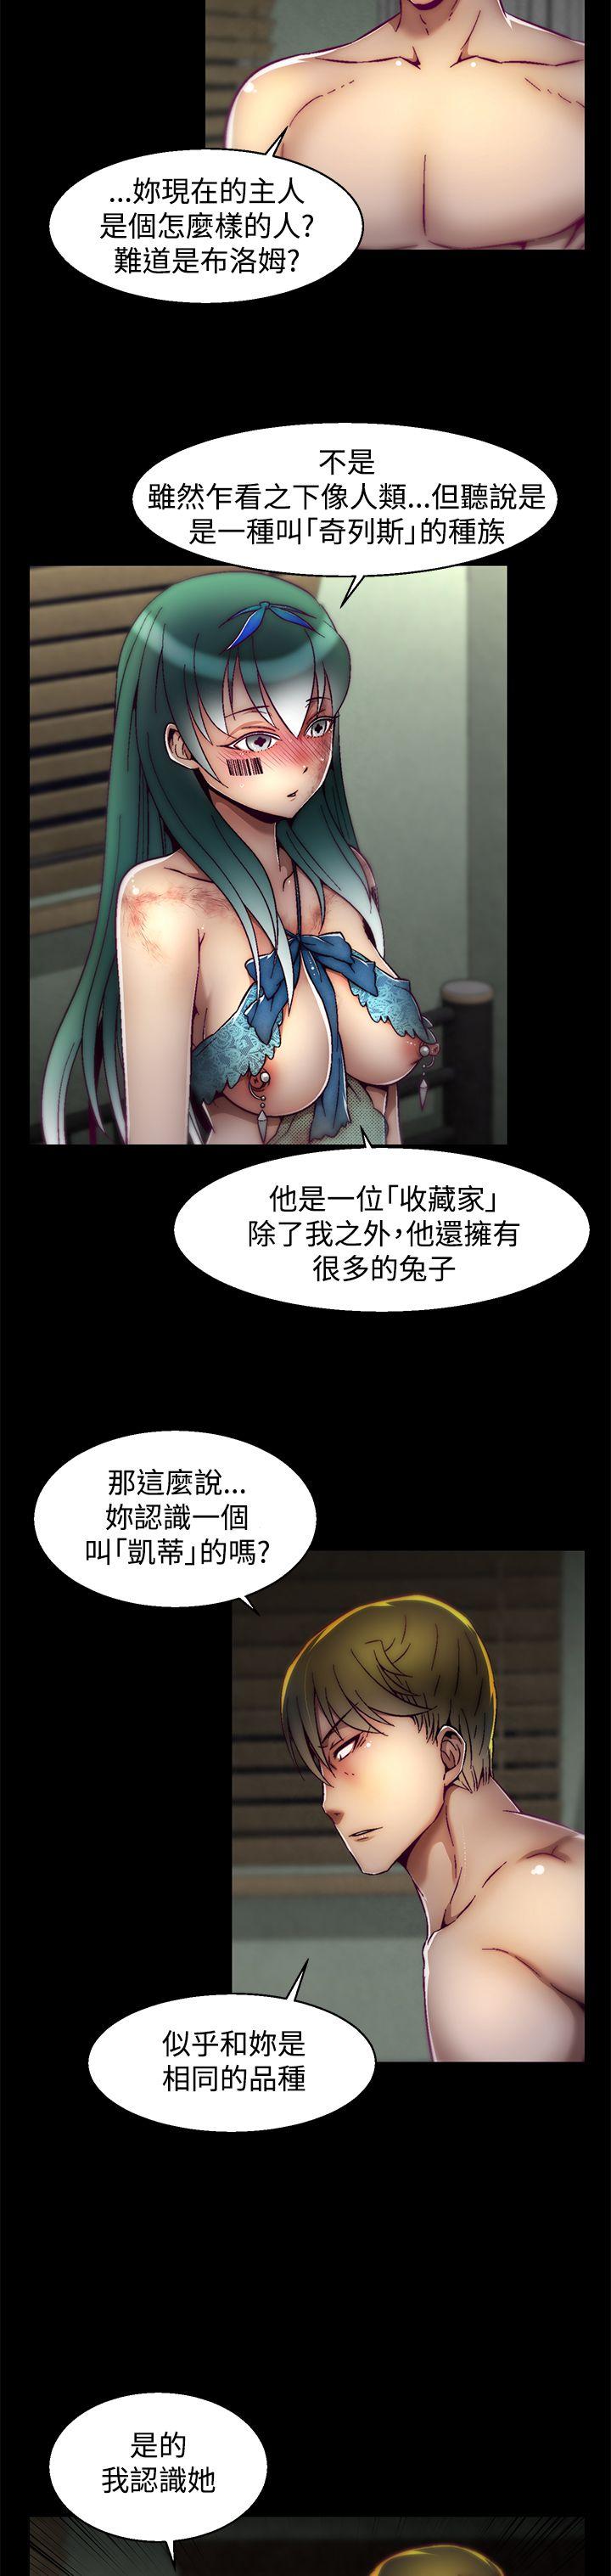 …妳現在的主人
是個怎麼樣的人?
難道是布洛姆?
不是
雖然乍看之下像人類…但聽說是
是一種叫「奇列斯」的種族
他是一位「收藏家」
除了我之外，他還擁有
很多的兔子
那這麼說…
妳認識一個
叫「凱蒂」的嗎?
似乎和妳是
相同的品種
是的
我認識她